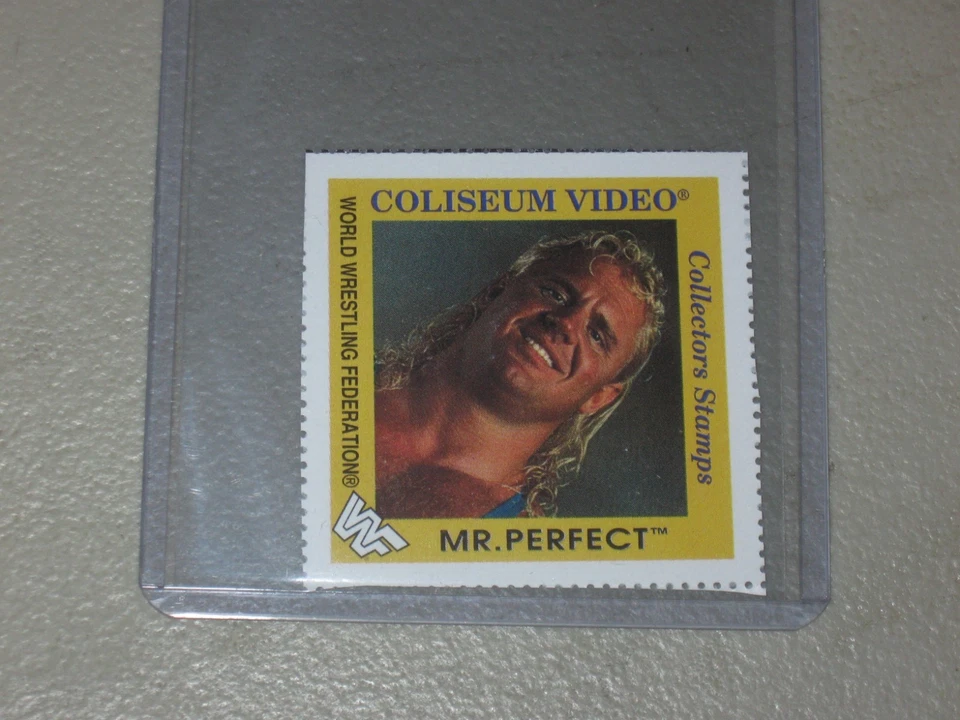 COLISEUM VIDEO®
WORLD WRESTLING FEDERATION®
Collectors Stamps
WF
MR.PERFECT™